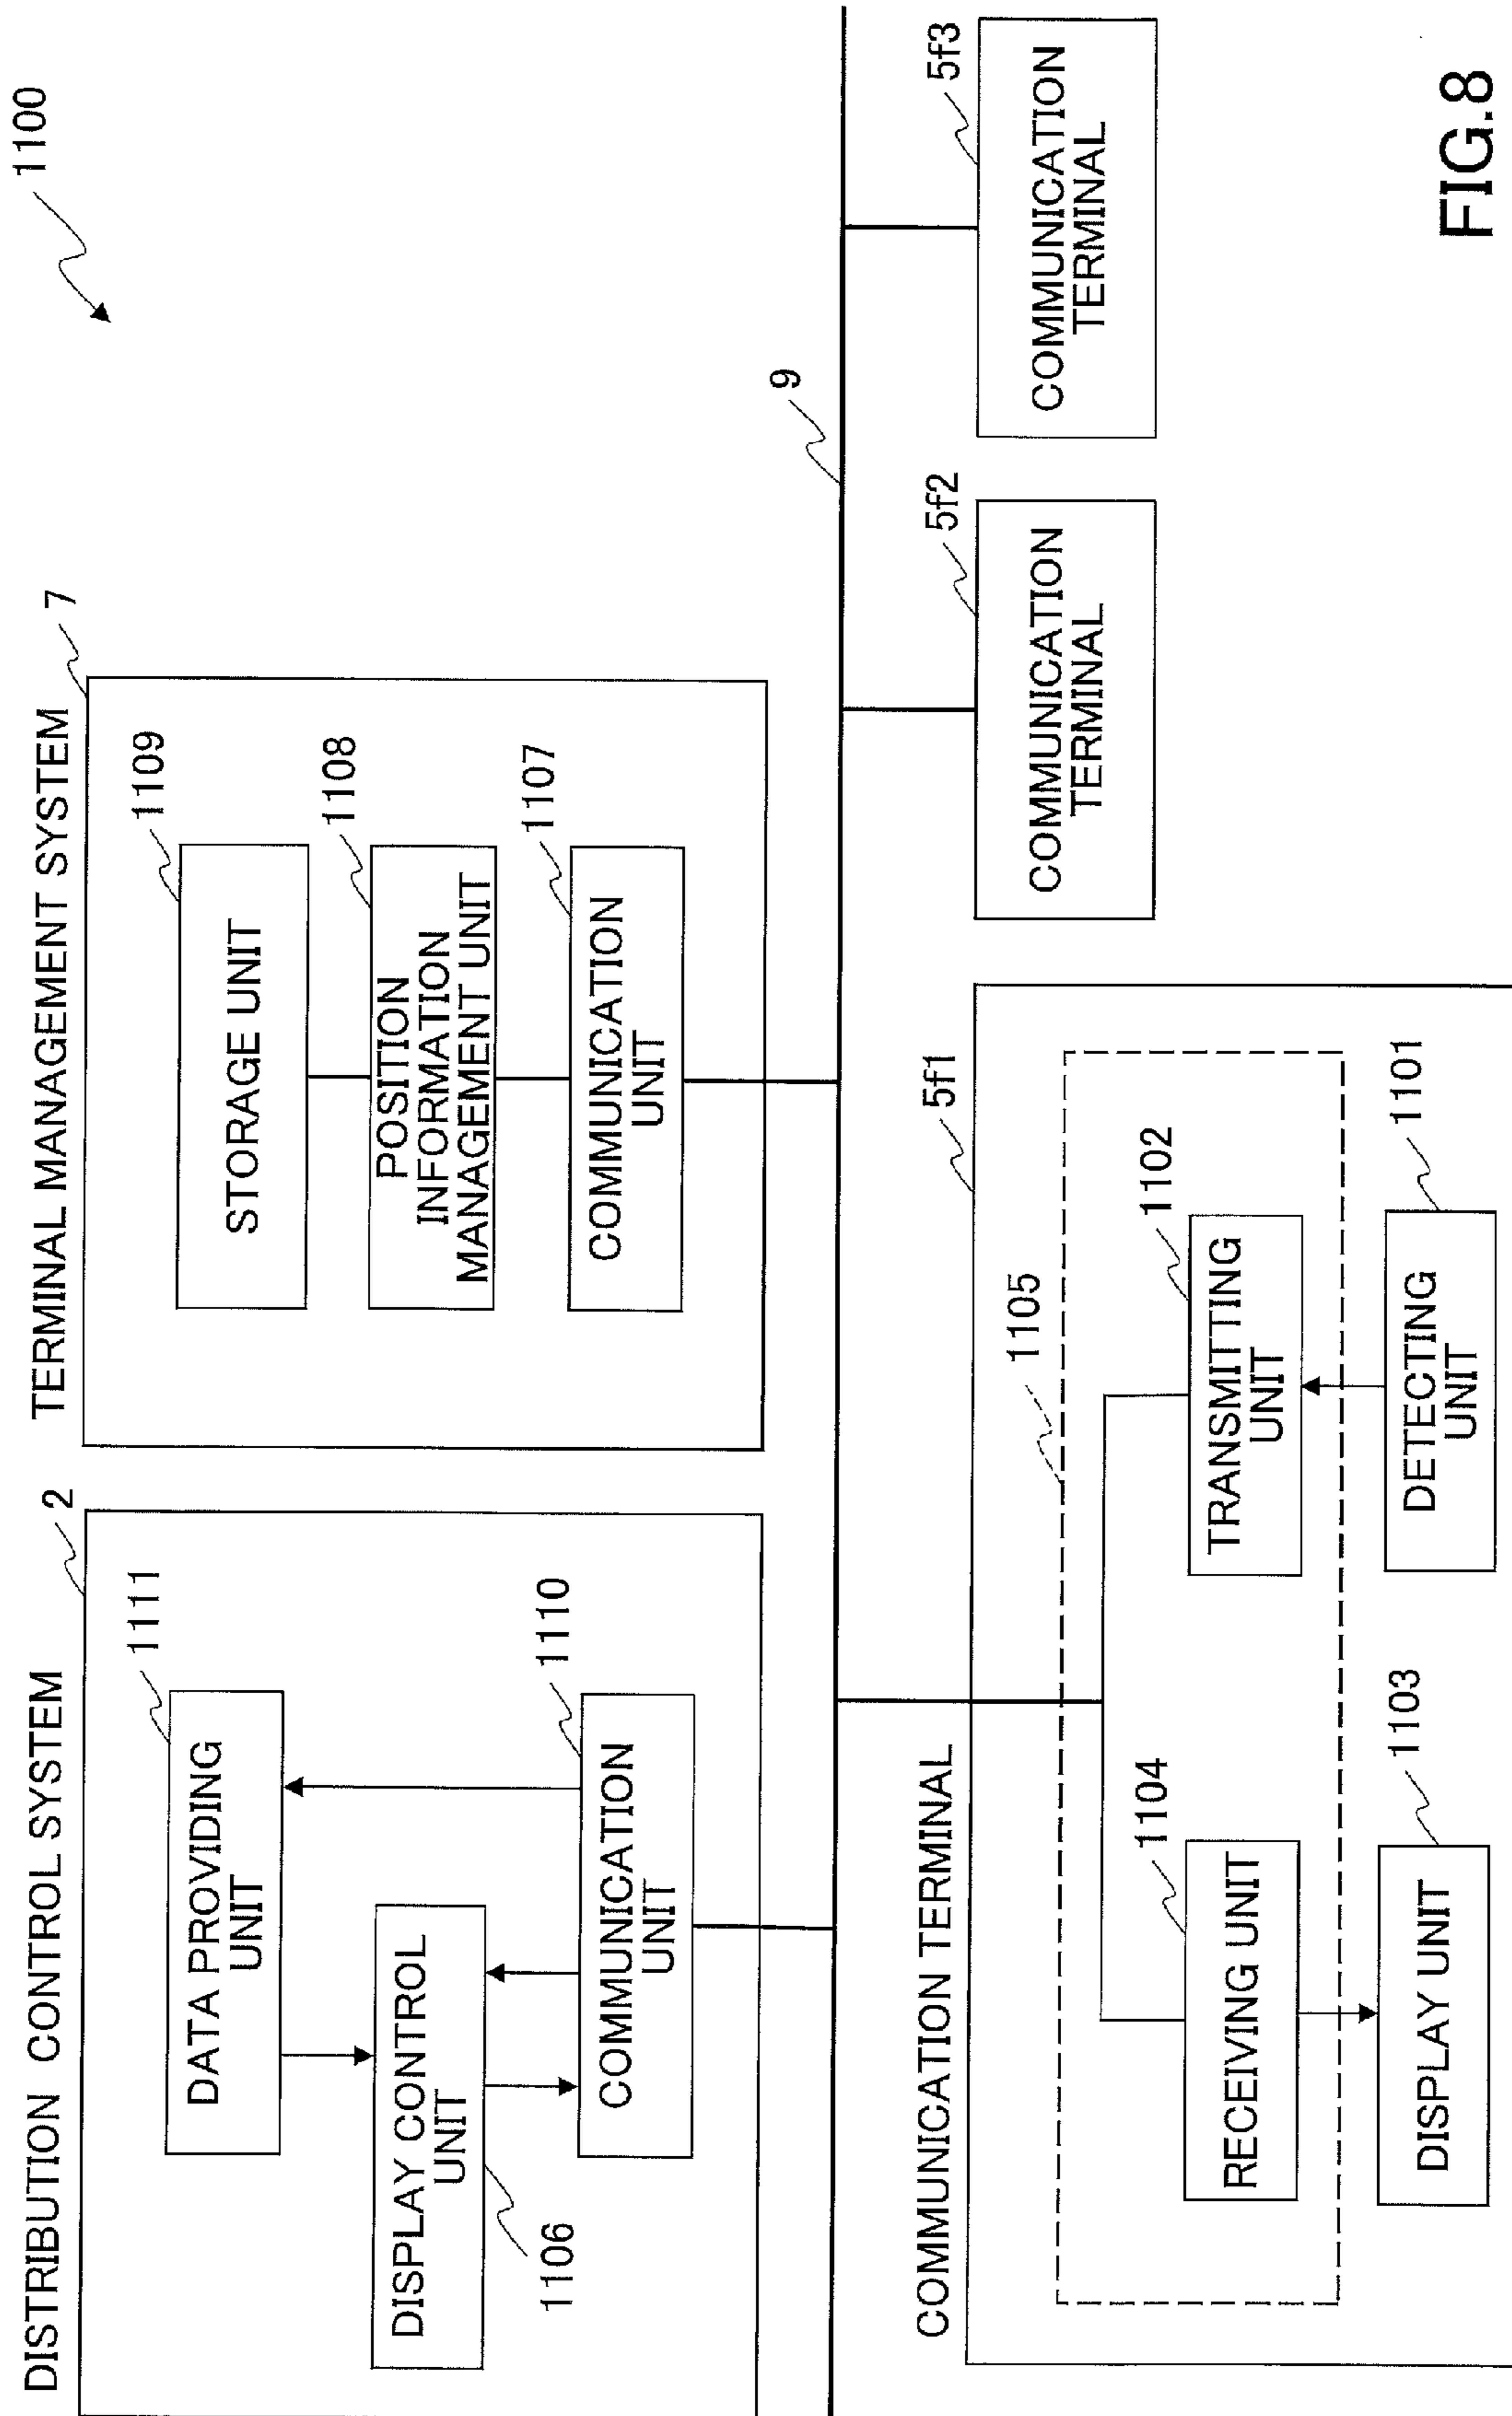 1100
DISTRIBUTION CONTROL SYSTEM
2
1111
DATA PROVIDING
UNIT
DISPLAY CONTROL
UNIT
1106
1110
COMMUNICATION
UNIT
TERMINAL MANAGEMENT SYSTEM
7
1109
STORAGE UNIT
1108
POSITION
INFORMATION
MANAGEMENT UNIT
1107
COMMUNICATION
UNIT
9
COMMUNICATION TERMINAL
5f1
1105
1104
RECEIVING UNIT
1102
TRANSMITTING
UNIT
1103
DISPLAY UNIT
1101
DETECTING
UNIT
5f2
COMMUNICATION
TERMINAL
5f3
COMMUNICATION
TERMINAL
FIG.8